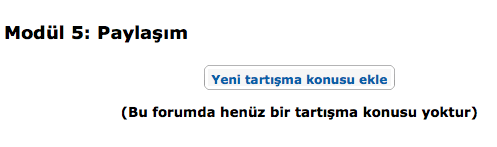 Modül 5: Paylaşım
Yeni tartışma konusu ekle
(Bu forumda henüz bir tartışma konusu yoktur)